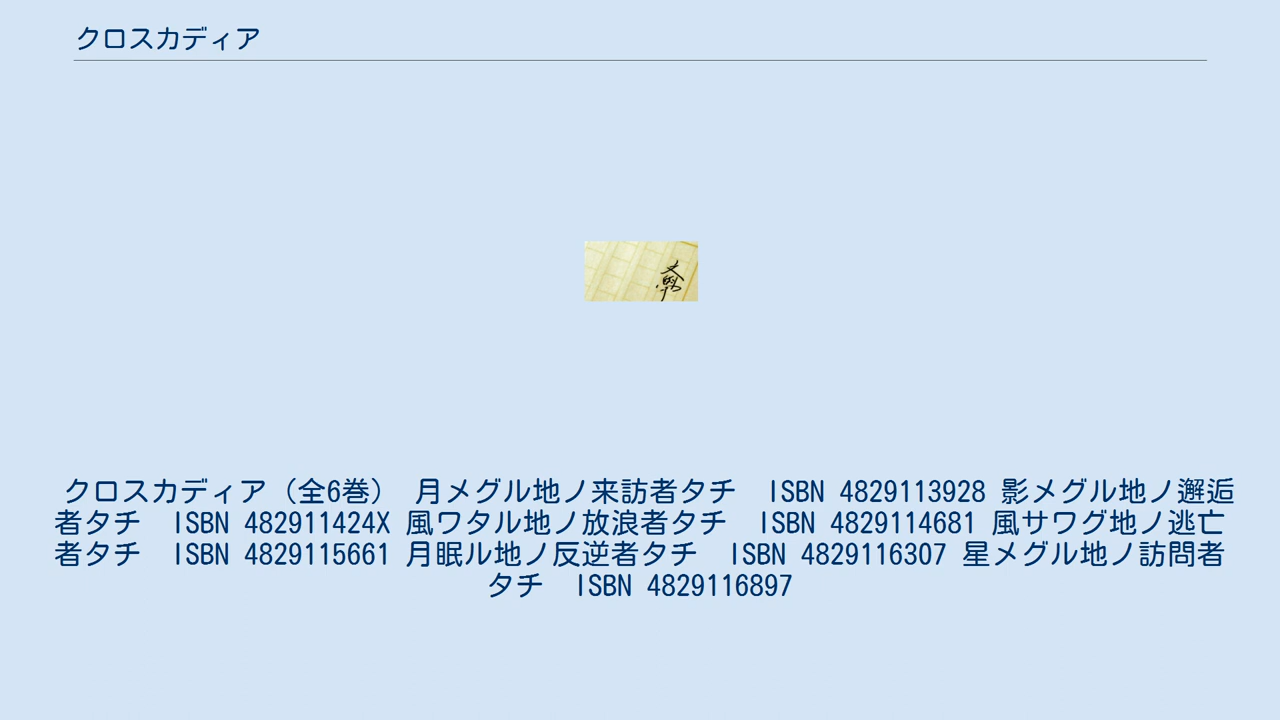 クロスカディア
クロスカディア（全6巻）　月メグル地ノ来訪者タチ　ISBN 4829113928 影メグル地ノ邂逅
者タチ　ISBN 482911424X 風ワタル地ノ放浪者タチ　ISBN 4829114681 風サワグ地ノ逃亡
者タチ　ISBN 4829115661 月眠ル地ノ反逆者タチ　ISBN 4829116307 星メグル地ノ訪問者
タチ　ISBN 4829116897